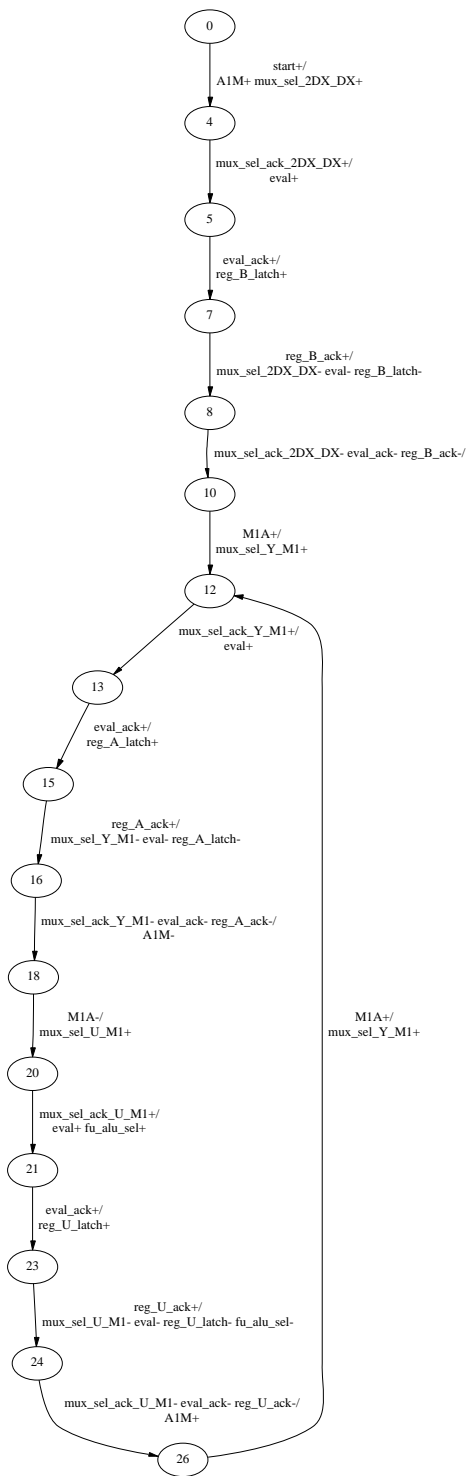 0
start+/
A1M+ mux_sel_2DX_DX+
4
mux_sel_ack_2DX_DX+/
eval+
5
eval_ack+/
reg_B_latch+
7
reg_B_ack+/
mux_sel_2DX_DX- eval- reg_B_latch-
8
mux_sel_ack_2DX_DX- eval_ack- reg_B_ack-/
10
M1A+/
mux_sel_Y_M1+
12
mux_sel_ack_Y_M1+/
eval+
13
eval_ack+/
reg_A_latch+
15
reg_A_ack+/
mux_sel_Y_M1- eval- reg_A_latch-
16
mux_sel_ack_Y_M1- eval_ack- reg_A_ack-/
A1M-
18
M1A-/
mux_sel_U_M1+
M1A+/
mux_sel_Y_M1+
20
mux_sel_ack_U_M1+/
eval+ fu_alu_sel+
21
eval_ack+/
reg_U_latch+
23
reg_U_ack+/
mux_sel_U_M1- eval- reg_U_latch- fu_alu_sel-
24
mux_sel_ack_U_M1- eval_ack- reg_U_ack-/
A1M+
26